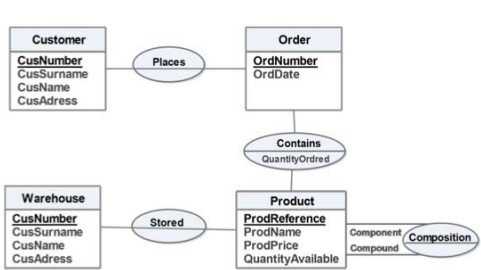 Customer
CusNumber
CusSurname
CusName
CusAdress
Places
Order
OrdNumber
OrdDate
Contains
QuantityOrdred
Warehouse
CusNumber
CusSurname
CusName
CusAdress
Stored
Product
ProdReference
ProdName
ProdPrice
QuantityAvailable
Component
Compound
Composition